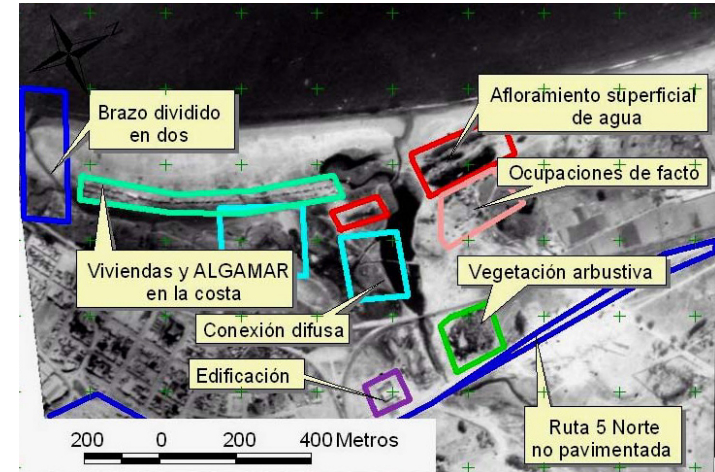 Brazo dividido
en dos
Afloramiento superficial
de agua
Ocupaciones de facto
Viviendas y ALGAMAR
en la costa
Vegetación arbustiva
Conexión difusa
Edificación
Ruta 5 Norte
no pavimentada
200 0 200 400 Metros